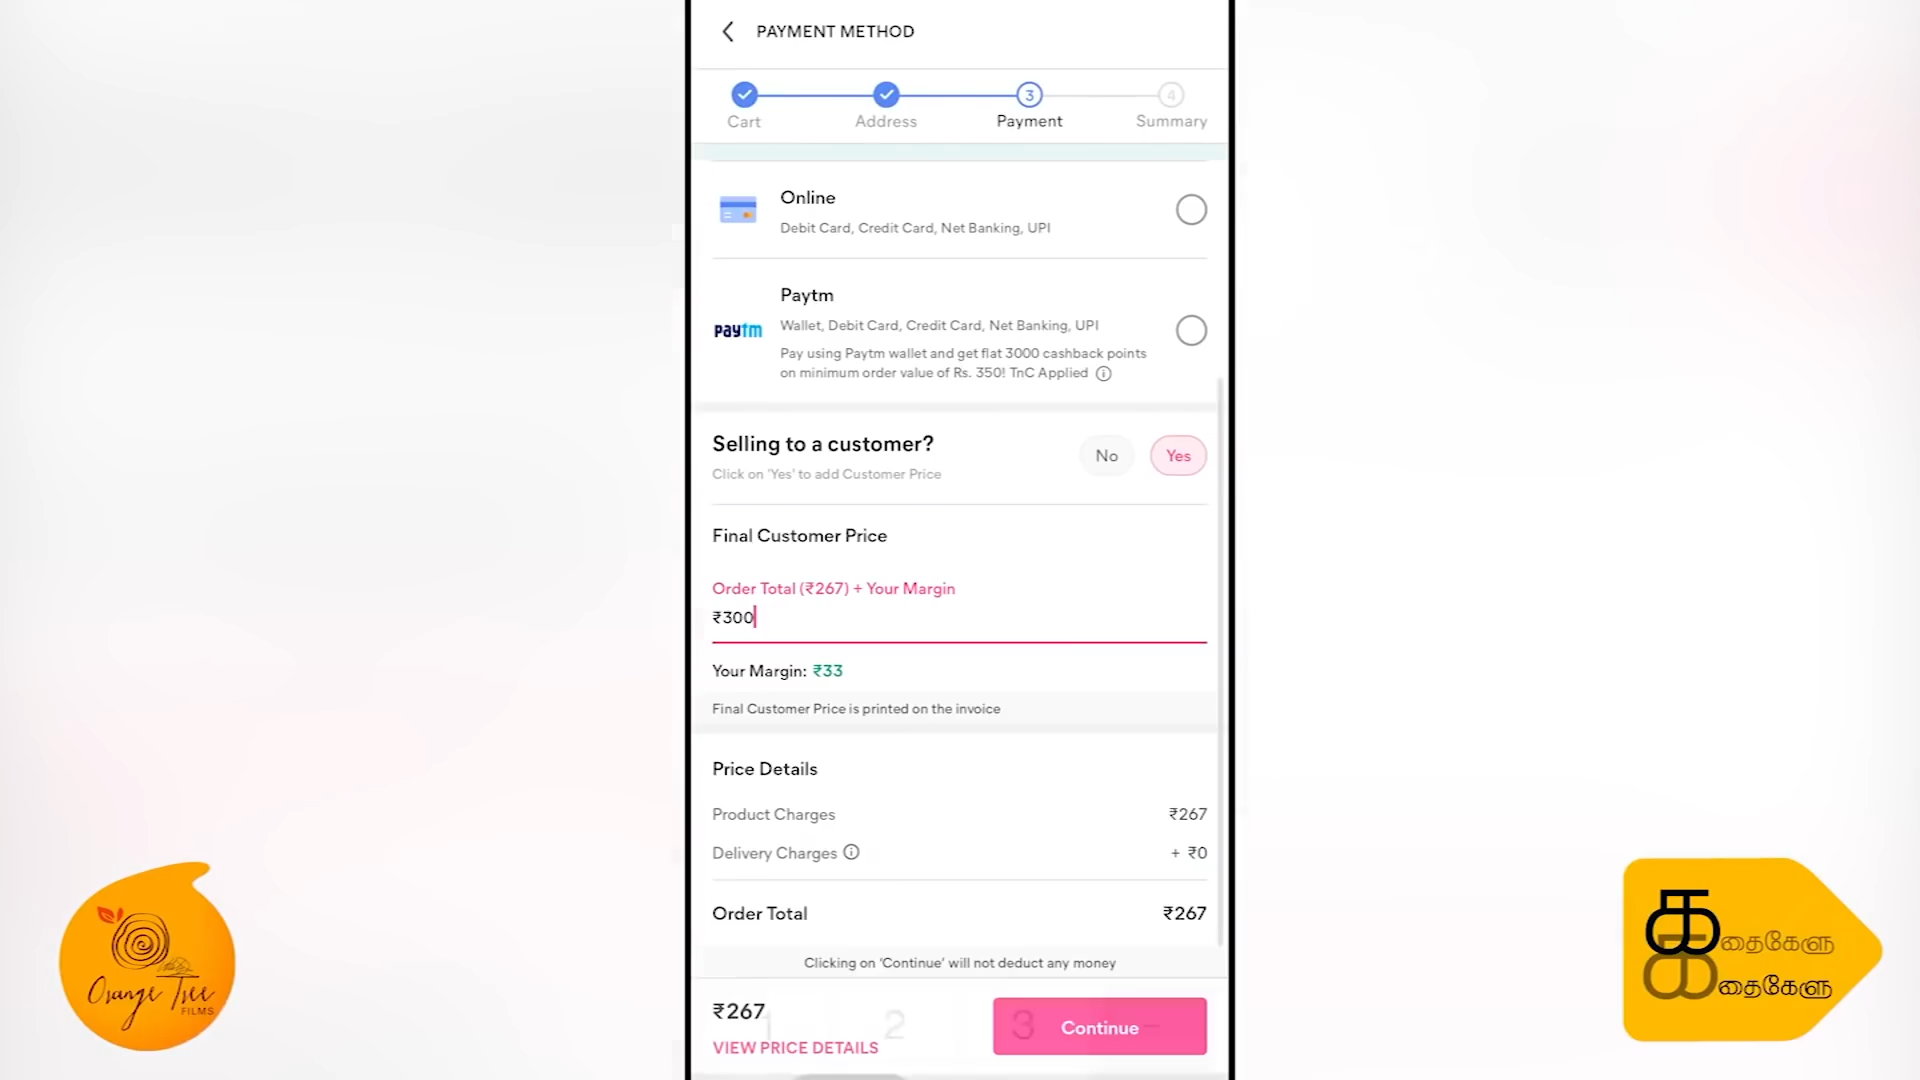 PAYMENT METHOD
3
4
Cart
Address
Payment
Summary
Online
Debit Card, Credit Card, Net Banking, UPI
Paytm
paytm
Wallet, Debit Card, Credit Card, Net Banking, UPI
Pay using Paytm wallet and get flat 3000 cashback points
on minimum order value of Rs. 350! TnC Applied
Selling to a customer?
No
Yes
Click on 'Yes' to add Customer Price
Final Customer Price
Order Total (₹267) + Your Margin
₹300
Your Margin: ₹33
Final Customer Price is printed on the invoice
Price Details
Product Charges ₹267
Delivery Charges + ₹0
Order Total ₹267
Clicking on 'Continue' will not deduct any money
₹267
1 2 3 -
Continue
VIEW PRICE DETAILS
Orange Tree
FILMS
கதைகேளு
கதைகேளு